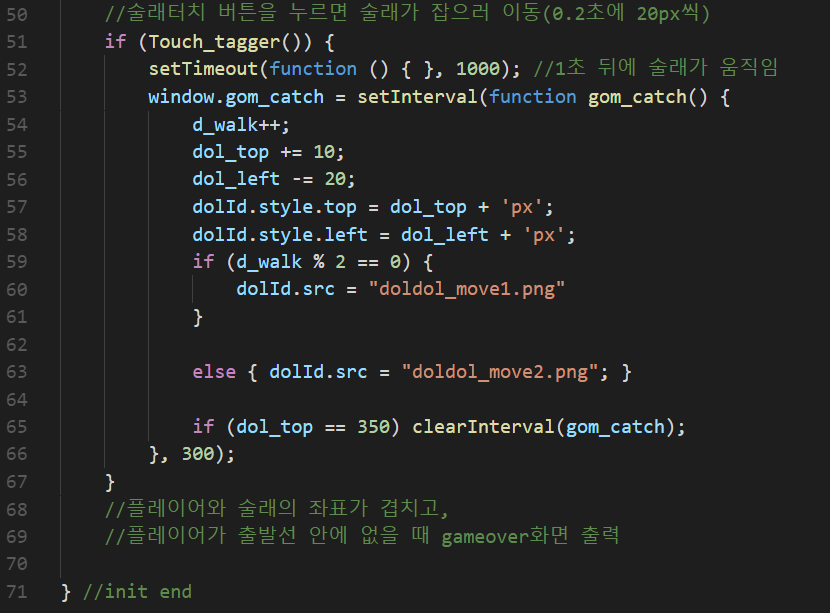 50 //술래터치 버튼을 누르면 술래가 잡으러 이동(0.2초에 20px씩)
51 if (Touch_tagger()) {
52 setTimeout(function () { }, 1000); //1초 뒤에 술래가 움직임
53 window.gom_catch = setInterval(function gom_catch() {
54 d_walk++;
55 dol_top += 10;
56 dol_left -= 20;
57 dolId.style.top = dol_top + 'px';
58 dolId.style.left = dol_left + 'px';
59 if (d_walk % 2 == 0) {
60 dolId.src = "doldol_move1.png"
61 }
62
63 else { dolId.src = "doldol_move2.png"; }
64
65 if (dol_top == 350) clearInterval(gom_catch);
66 }, 300);
67 }
68 //플레이어와 술래의 좌표가 겹치고,
69 //플레이어가 출발선 안에 없을 때 gameover화면 출력
70
71 } //init end